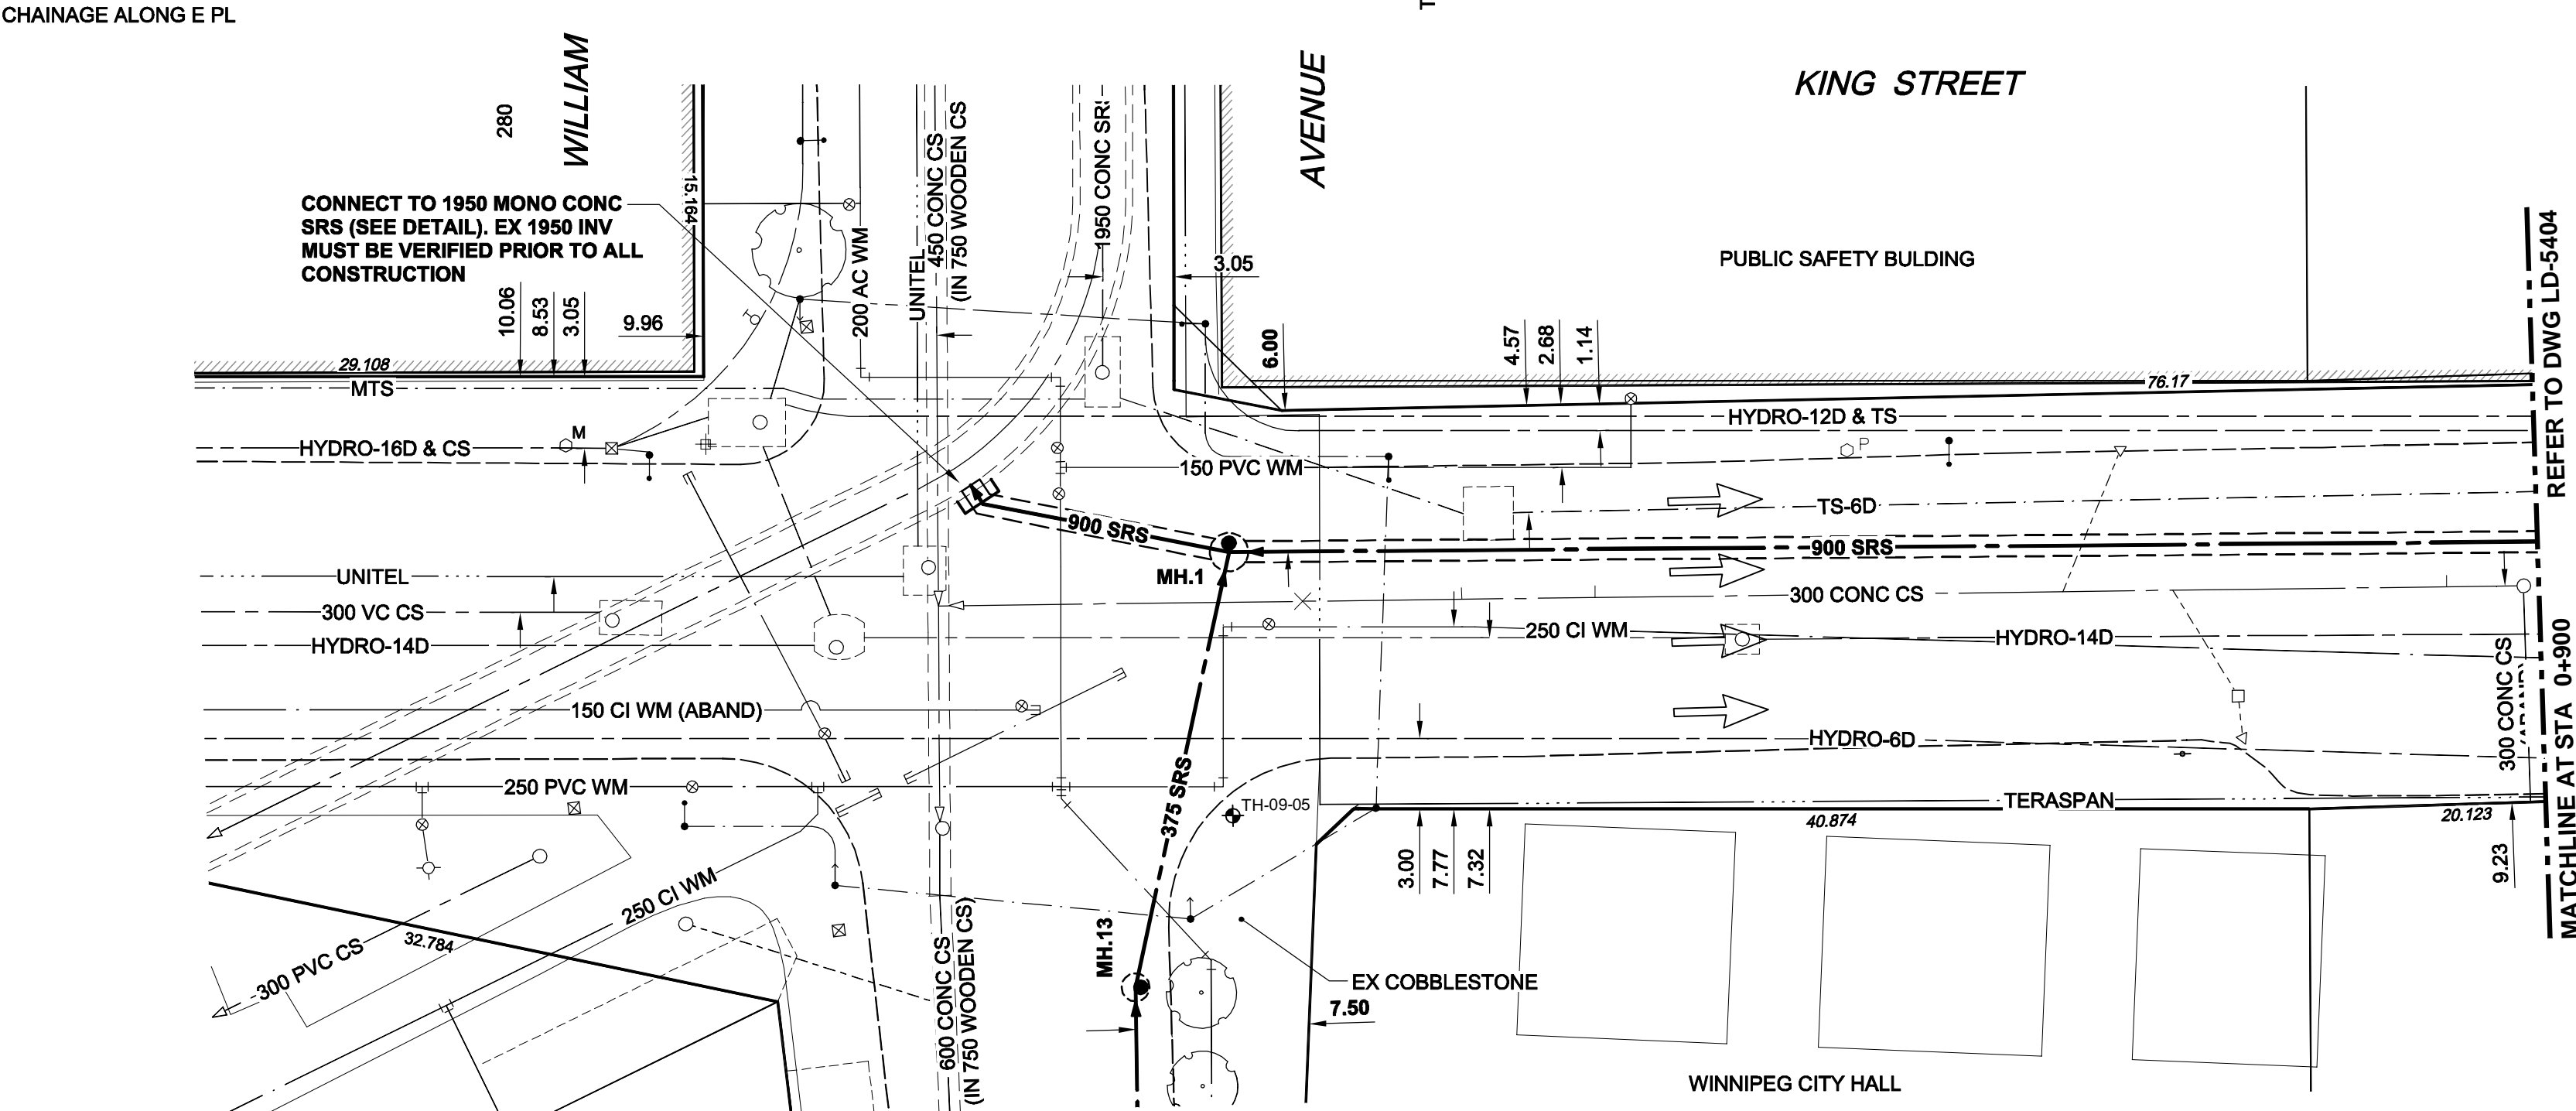 CHAINAGE ALONG E PL
T
WILLIAM
280
AVENUE
KING STREET
CONNECT TO 1950 MONO CONC
SRS (SEE DETAIL). EX 1950 INV
MUST BE VERIFIED PRIOR TO ALL
CONSTRUCTION
15.164
200 AC WM
UNITEL
450 CONC CS
(IN 750 WOODEN CS
1950 CONC SRS
3.05
PUBLIC SAFETY BULDING
REFER TO DWG LD-5404
10.06
8.53
3.05
9.96
6.00
4.57
2.68
1.14
29.108
MTS
76.17
HYDRO-12D & TS
HYDRO-16D & CS
M
P
150 PVC WM
TS-6D
900 SRS
900 SRS
MH.1
UNITEL
300 VC CS
HYDRO-14D
300 CONC CS
250 CI WM
HYDRO-14D
300 CONC CS
MATCHLINE AT STA 0+900
150 CI WM (ABAND)
HYDRO-6D
250 PVC WM
375 SRS
TH-09-05
TERASPAN
40.874
20.123
3.00
7.77
7.32
9.23
250 CI WM
32.784
300 PVC CS
600 CONC CS
(IN 750 WOODEN CS)
MH.13
EX COBBLESTONE
7.50
WINNIPEG CITY HALL